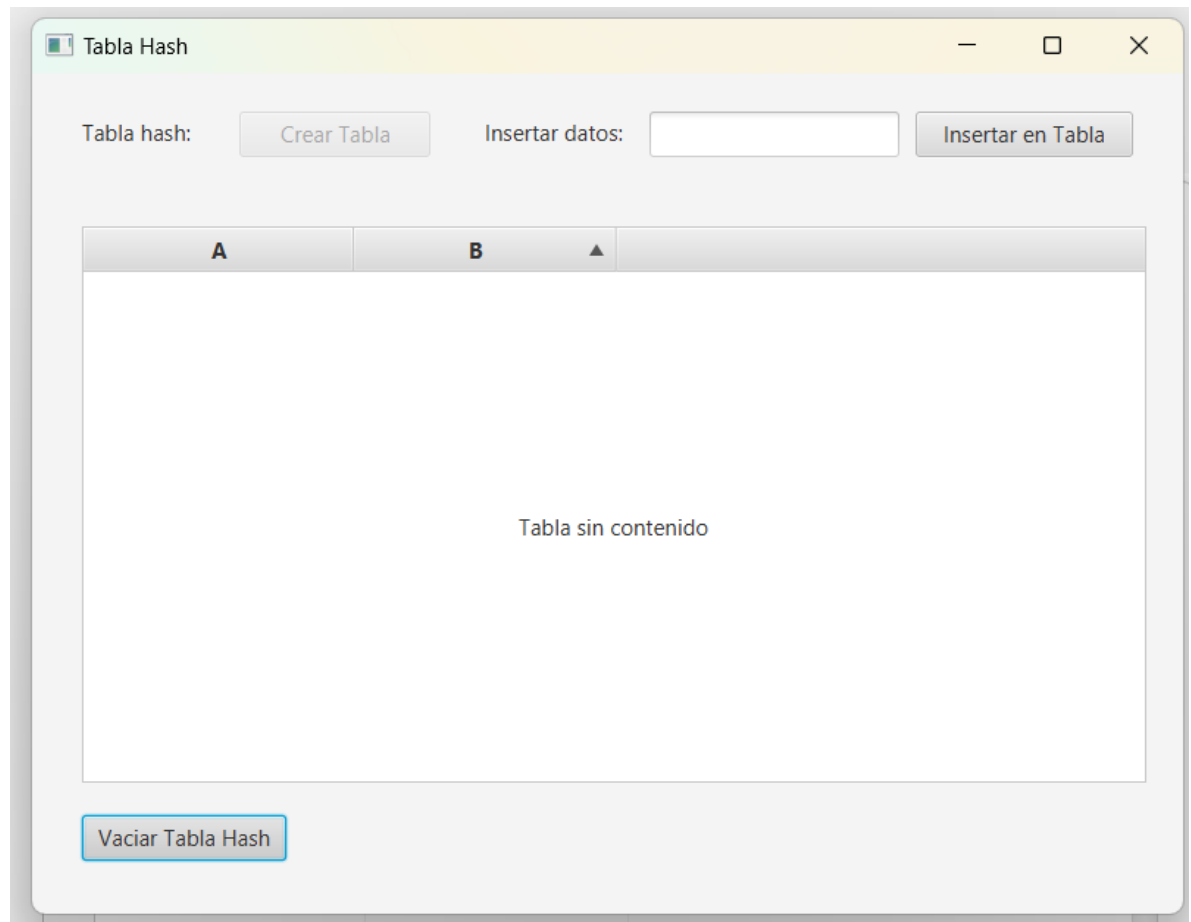 Tabla Hash
Tabla hash: Crear Tabla Insertar datos: Insertar en Tabla
A B
Tabla sin contenido
Vaciar Tabla Hash